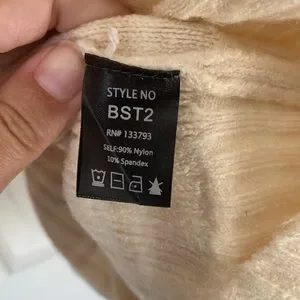 STYLE NO
BST2
RN# 133793
SELF:90% Nylon
10% Spandex